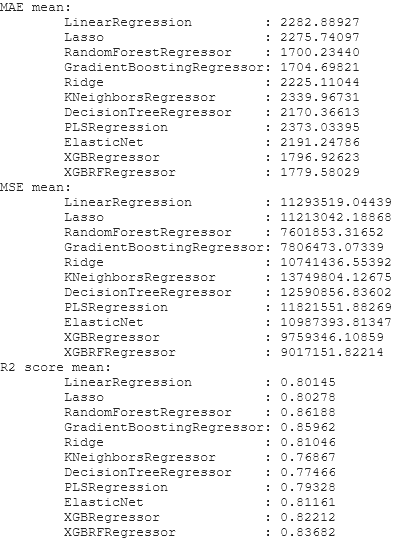 MAE mean:
LinearRegression : 2282.88927
Lasso : 2275.74097
RandomForestRegressor : 1700.23440
GradientBoostingRegressor: 1704.69821
Ridge : 2225.11044
KNeighborsRegressor : 2339.96731
DecisionTreeRegressor : 2170.36613
PLSRegression : 2373.03395
ElasticNet : 2191.24786
XGBRegressor : 1796.92623
XGBRFRegressor : 1779.58029
MSE mean:
LinearRegression : 11293519.04439
Lasso : 11213042.18868
RandomForestRegressor : 7601853.31652
GradientBoostingRegressor: 7806473.07339
Ridge : 10741436.55392
KNeighborsRegressor : 13749804.12675
DecisionTreeRegressor : 12590856.83602
PLSRegression : 11821551.88269
ElasticNet : 10987393.81347
XGBRegressor : 9759346.10859
XGBRFRegressor : 9017151.82214
R2 score mean:
LinearRegression : 0.80145
Lasso : 0.80278
RandomForestRegressor : 0.86188
GradientBoostingRegressor: 0.85962
Ridge : 0.81046
KNeighborsRegressor : 0.76867
DecisionTreeRegressor : 0.77466
PLSRegression : 0.79328
ElasticNet : 0.81161
XGBRegressor : 0.82212
XGBRFRegressor : 0.83682